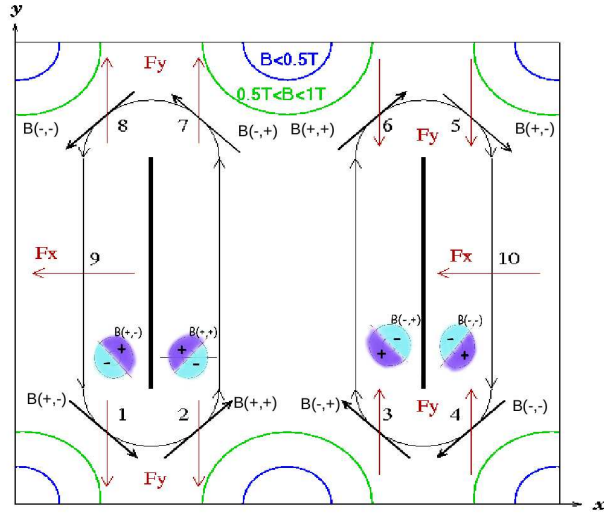 y
B<0.5T
Fy
Fy
0.5T<B<1T
B(-,-)
8
7
B(-,+)
B(+,+)
6
5
B(+,-)
Fx
9
Fx
10
B(+,-)
+
-
B(+,+)
+
-
B(-,+)
-
+
B(-,-)
-
+
B(+,-)
1
2
B(+,+)
B(-,+)
3
Fy
4
B(-,-)
Fy
x